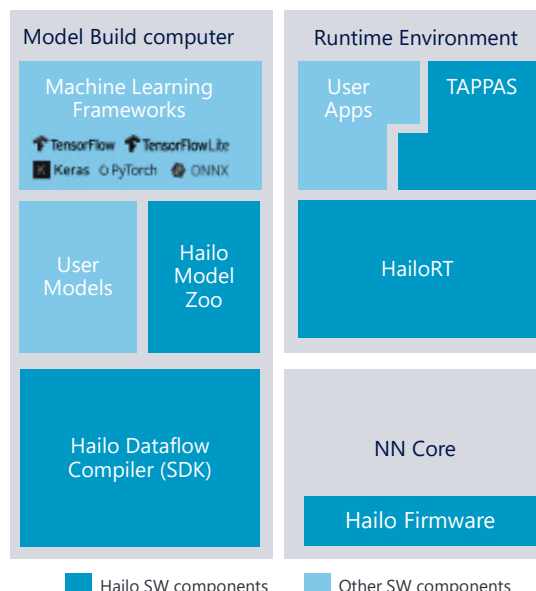 Model Build computer
Machine Learning
Frameworks
TensorFlow TensorFlowLite
K Keras PyTorch ONNX
User
Models
Hailo
Model
Zoo
Hailo Dataflow
Compiler (SDK)
Runtime Environment
User
Apps
TAPPAS
HailoRT
NN Core
Hailo Firmware
Hailo SW components
Other SW components